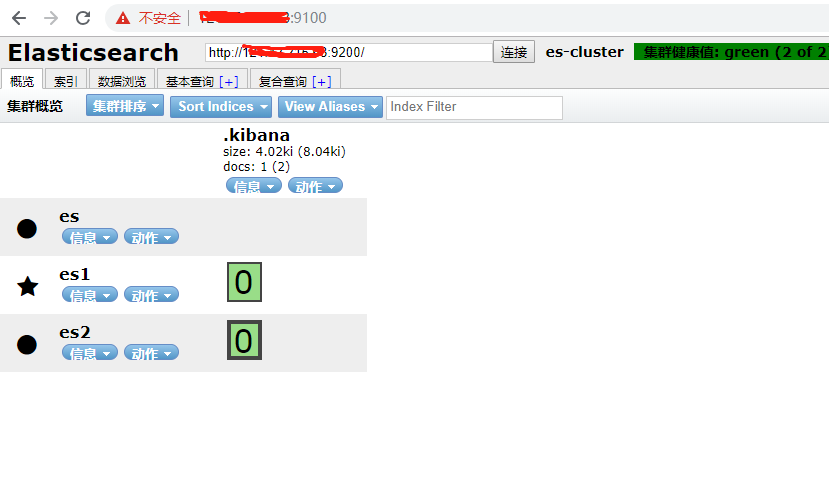 不安全 :9100
Elasticsearch http:// :9200/ 连接 es-cluster 集群健康值: green (2 of 2
概览 索引 数据浏览 基本查询 [+] 复合查询 [+]
集群概览 集群排序 Sort Indices View Aliases Index Filter
.kibana
size: 4.02ki (8.04ki)
docs: 1 (2)
信息 动作
es
信息 动作
es1 0
信息 动作
es2 0
信息 动作